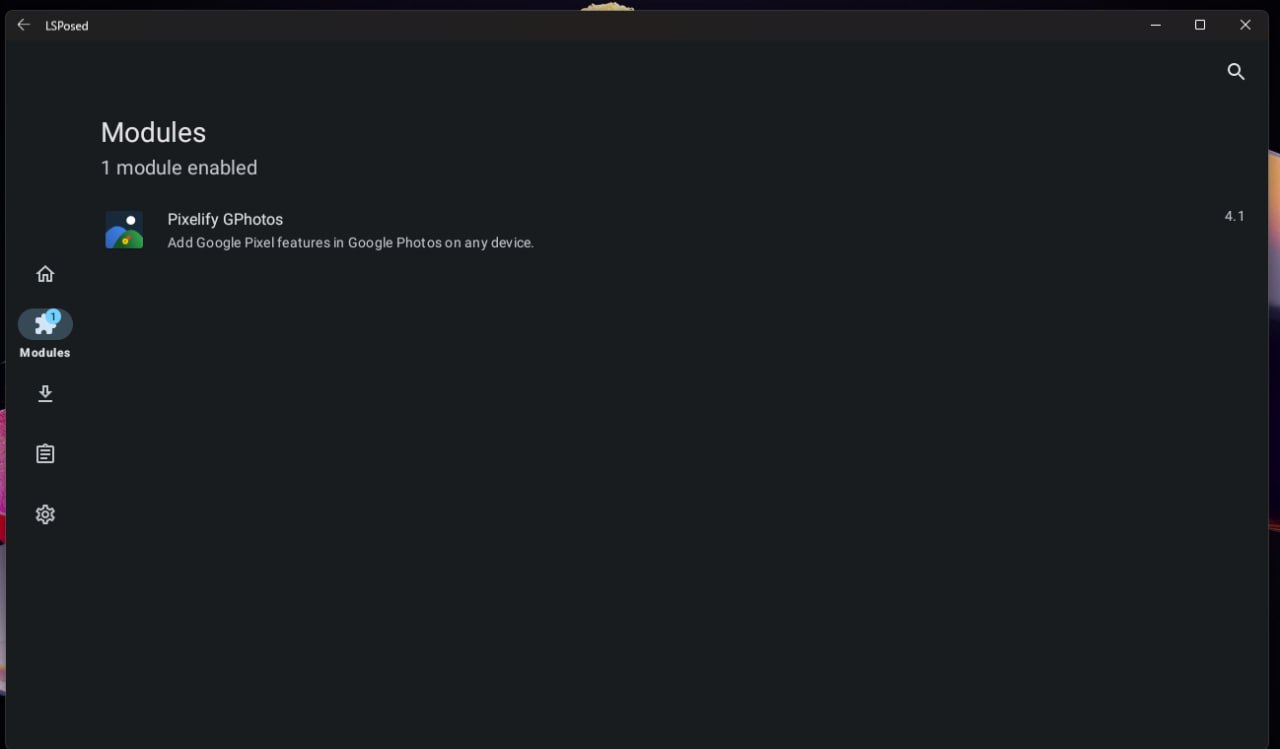 LSPosed
Modules
1 module enabled
Pixelify GPhotos
4.1
Add Google Pixel features in Google Photos on any device.
1
Modules